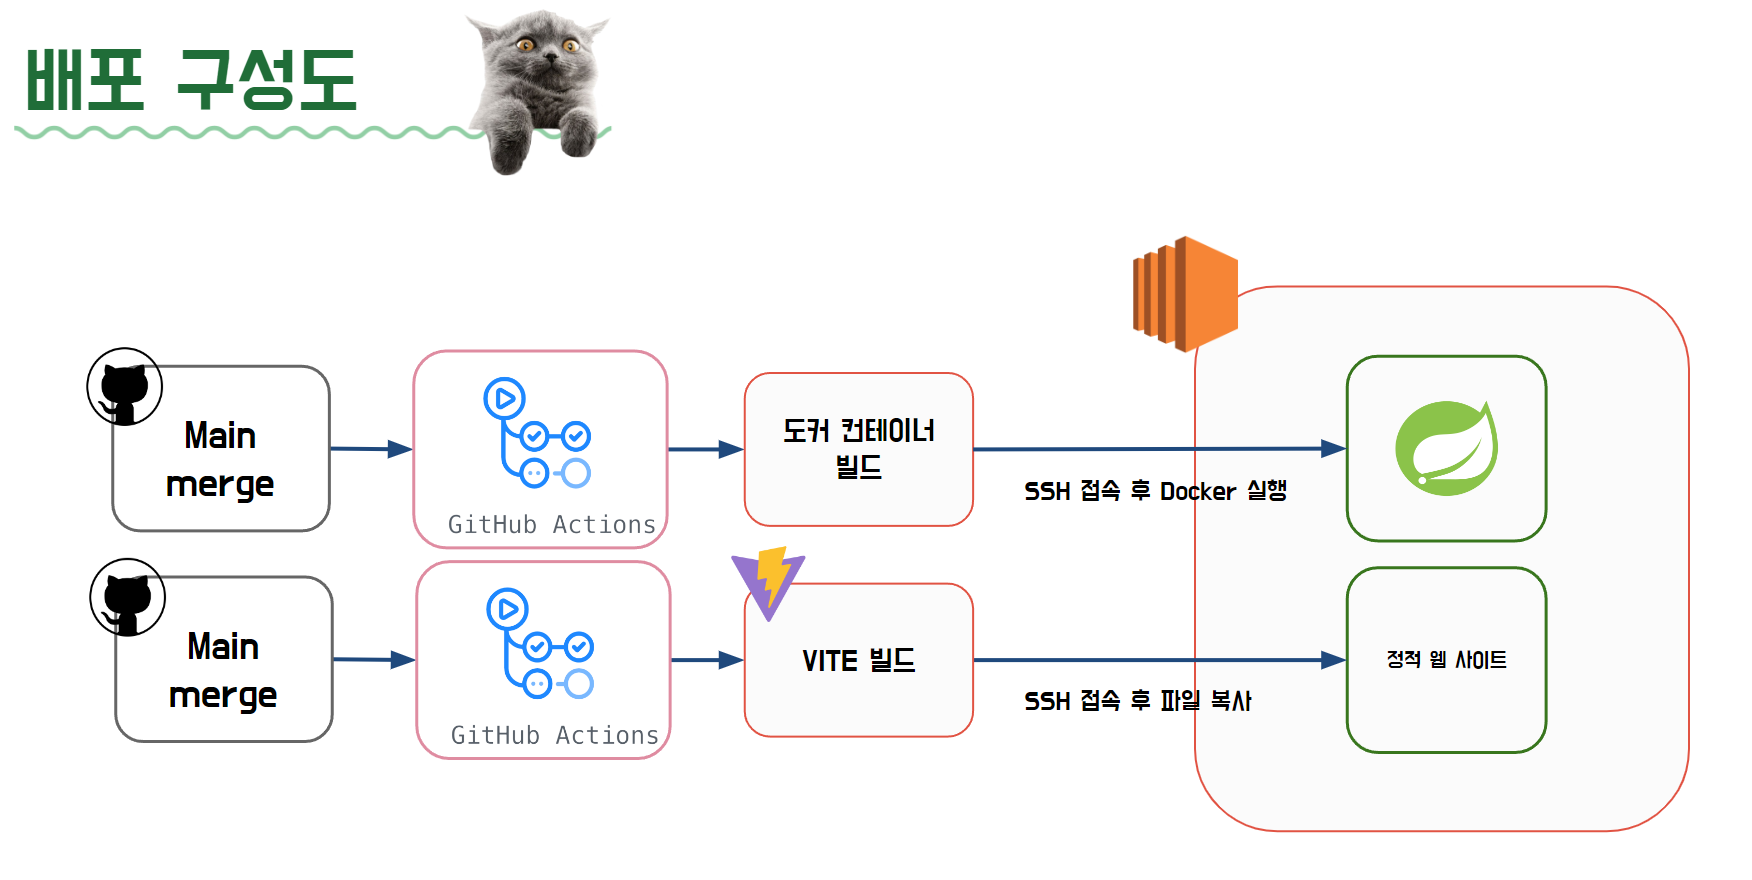 배포 구성도
Main
merge
GitHub Actions
도커 컨테이너
빌드
SSH 접속 후 Docker 실행
Main
merge
GitHub Actions
VITE 빌드
SSH 접속 후 파일 복사
정적 웹 사이트